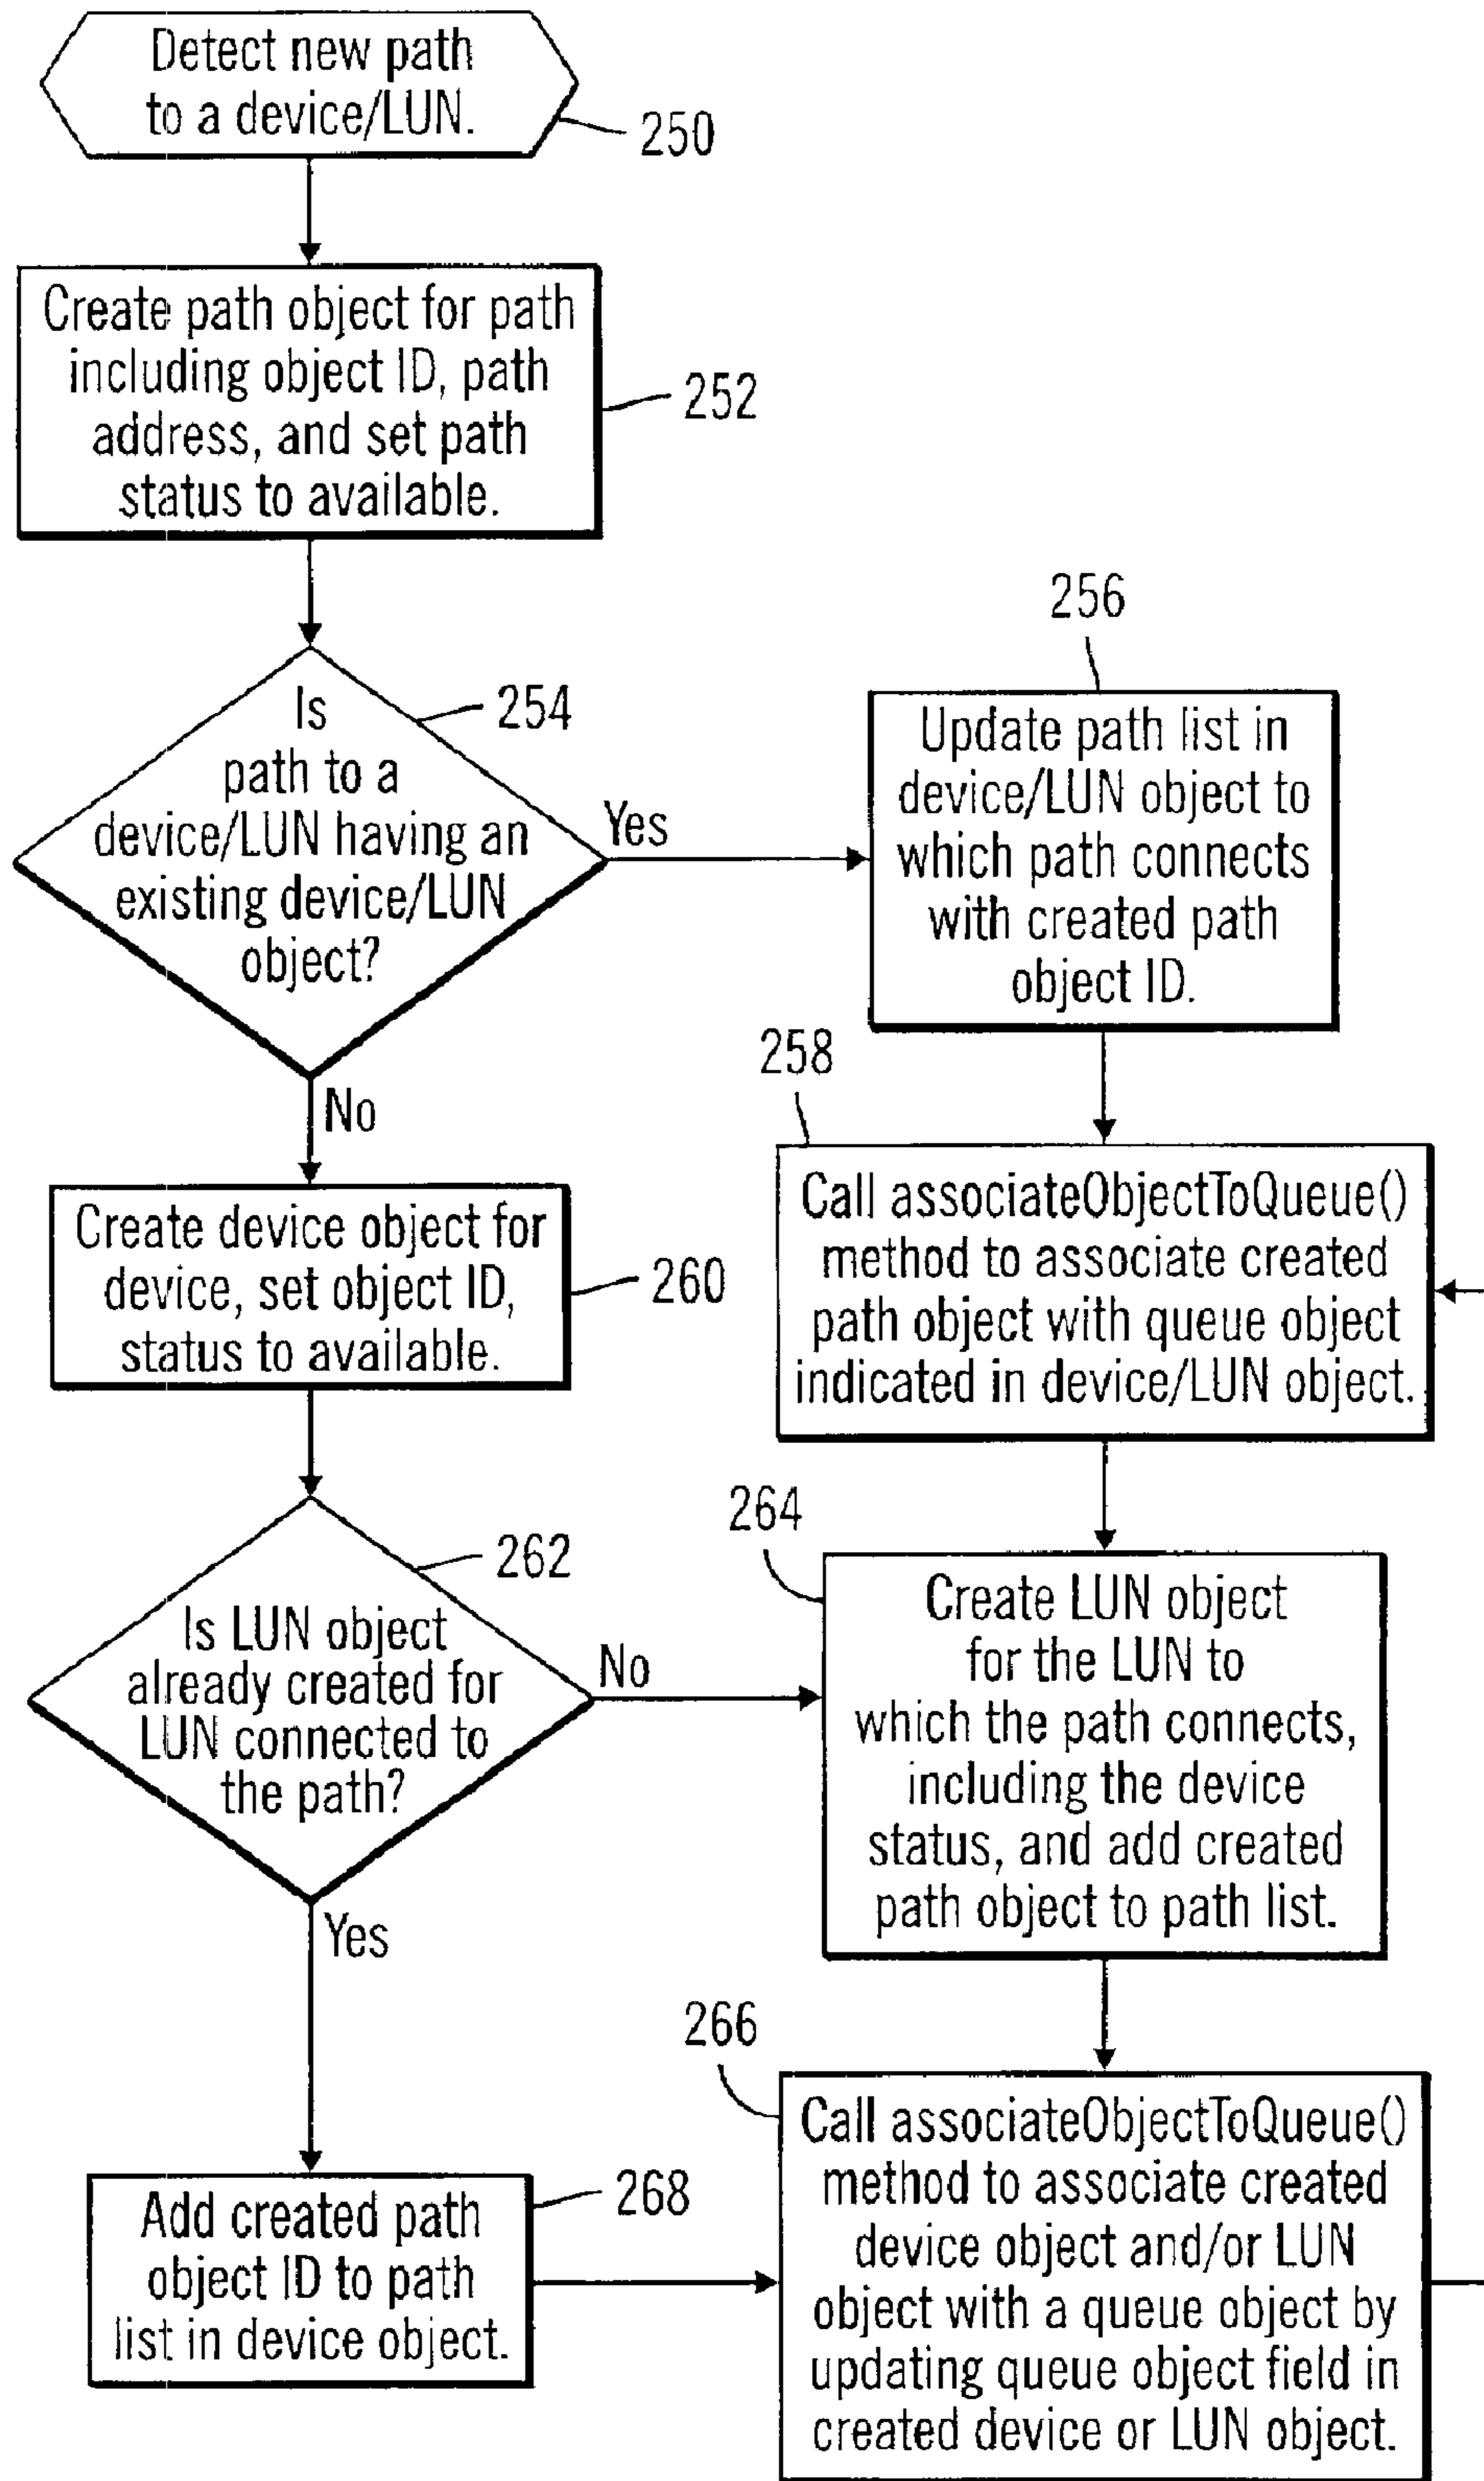 Detect new path
to a device/LUN.
250
Create path object for path
including object ID, path
address, and set path
status to available.
252
Is
path to a
device/LUN having an
existing device/LUN
object?
254
Yes
No
256
Update path list in
device/LUN object to
which path connects
with created path
object ID.
258
Call associateObjectToQueue()
method to associate created
path object with queue object
indicated in device/LUN object.
Create device object for
device, set object ID,
status to available.
260
262
Is LUN object
already created for
LUN connected to
the path?
No
Yes
264
Create LUN object
for the LUN to
which the path connects,
including the device
status, and add created
path object to path list.
266
Call associateObjectToQueue()
method to associate created
device object and/or LUN
object with a queue object by
updating queue object field in
created device or LUN object.
Add created path
object ID to path
list in device object.
268